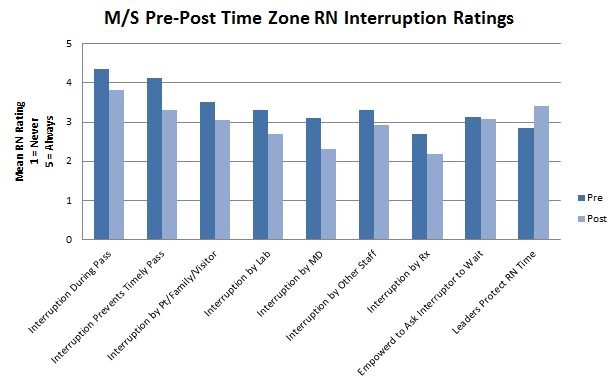 M/S Pre-Post Time Zone RN Interruption Ratings
Mean RN Rating
1 = Never
5 = Always
5
4
3
2
1
0
Interruption During Pass
Interruption Prevents Timely Pass
Interruption by Pt/Family/Visitor
Interruption by Lab
Interruption by MD
Interruption by Other Staff
Interruption by Rx
Empowerd to Ask Interruptor to Wait
Leaders Protect RN Time
Pre
Post